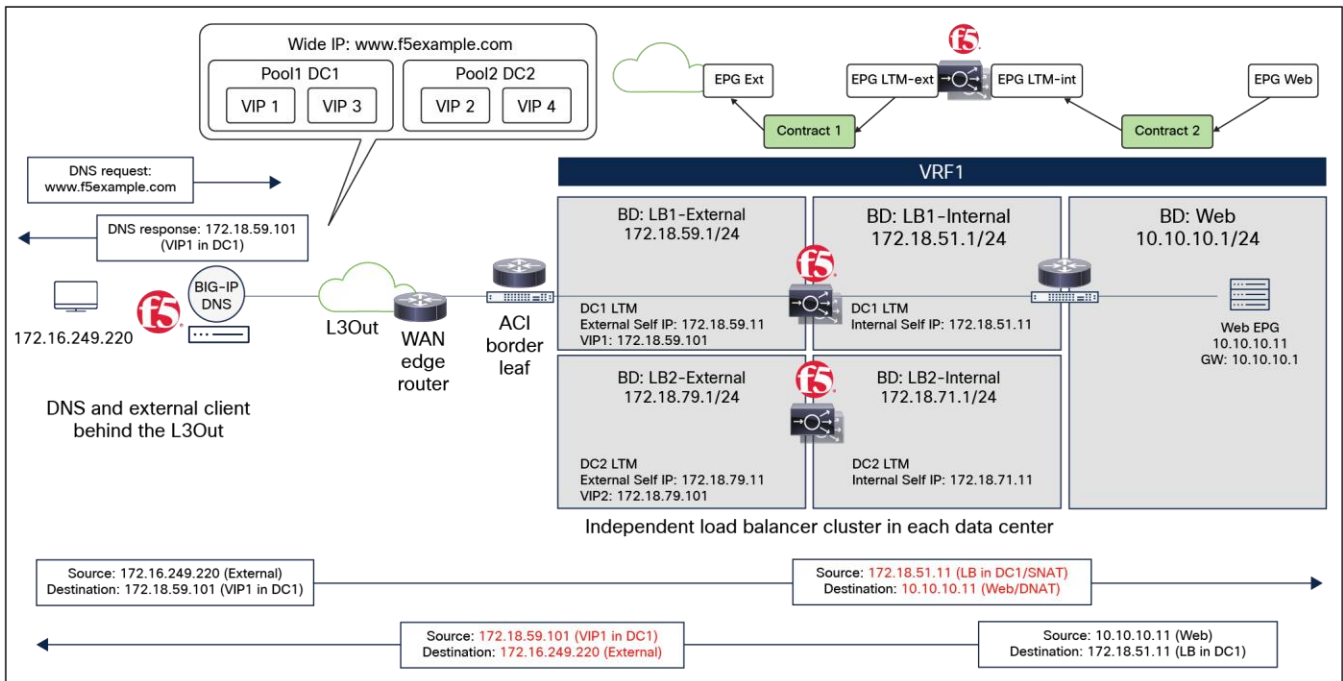 Wide IP: www.f5example.com
Pool1 DC1
VIP 1
VIP 3
Pool2 DC2
VIP 2
VIP 4
f5
EPG Ext
EPG LTM-ext
EPG LTM-int
EPG Web
Contract 1
Contract 2
DNS request:
www.f5example.com
DNS response: 172.18.59.101
(VIP1 in DC1)
VRF1
BD: LB1-External
172.18.59.1/24
BD: LB1-Internal
172.18.51.1/24
BD: Web
10.10.10.1/24
f5
BIG-IP
DNS
172.16.249.220
L3Out
WAN
edge
router
ACI
border
leaf
f5
DC1 LTM
External Self IP: 172.18.59.11
VIP1: 172.18.59.101
DC1 LTM
Internal Self IP: 172.18.51.11
Web EPG
10.10.10.11
GW: 10.10.10.1
DNS and external client
behind the L3Out
BD: LB2-External
172.18.79.1/24
f5
BD: LB2-Internal
172.18.71.1/24
DC2 LTM
External Self IP: 172.18.79.11
VIP2: 172.18.79.101
DC2 LTM
Internal Self IP: 172.18.71.11
Independent load balancer cluster in each data center
Source: 172.16.249.220 (External)
Destination: 172.18.59.101 (VIP1 in DC1)
Source: 172.18.51.11 (LB in DC1/SNAT)
Destination: 10.10.10.11 (Web/DNAT)
Source: 172.18.59.101 (VIP1 in DC1)
Destination: 172.16.249.220 (External)
Source: 10.10.10.11 (Web)
Destination: 172.18.51.11 (LB in DC1)